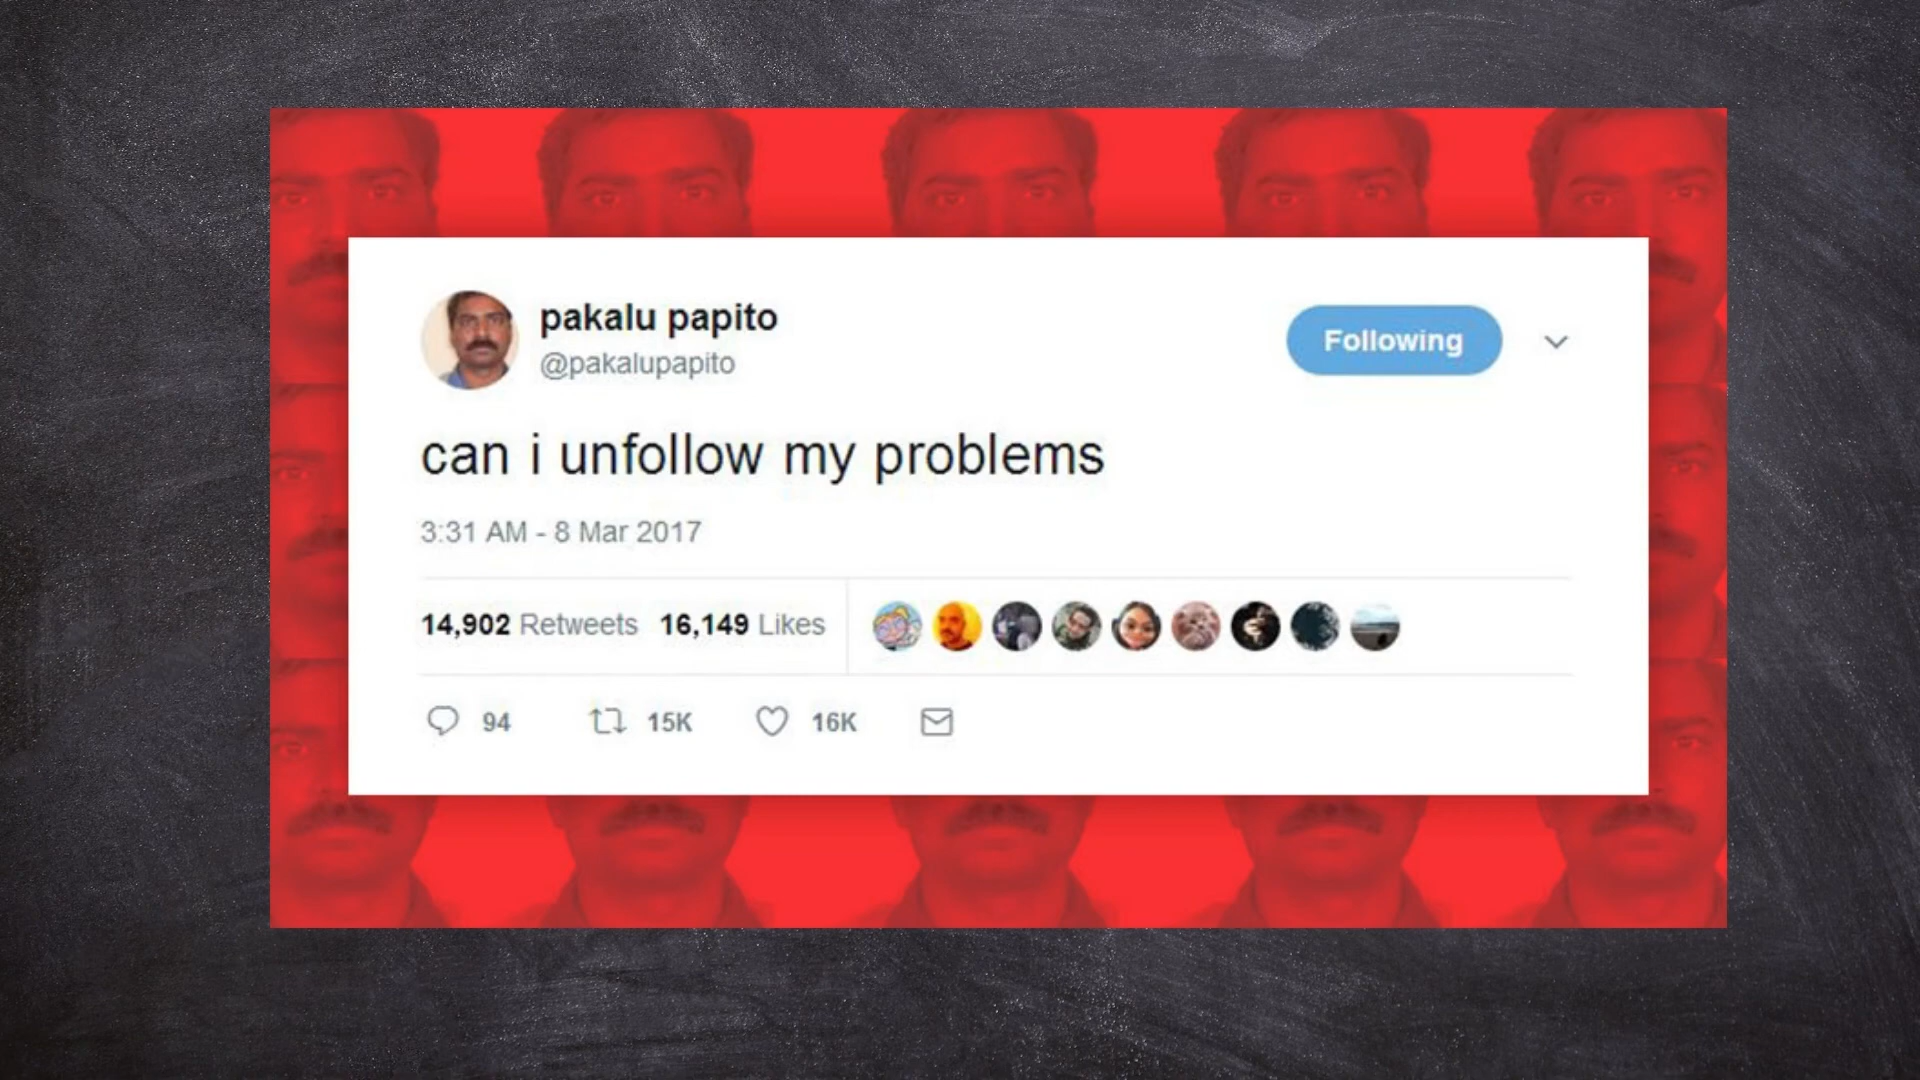 pakalu papito
@pakalupapito
Following
can i unfollow my problems
3:31 AM - 8 Mar 2017
14,902 Retweets 16,149 Likes
94 15K 16K